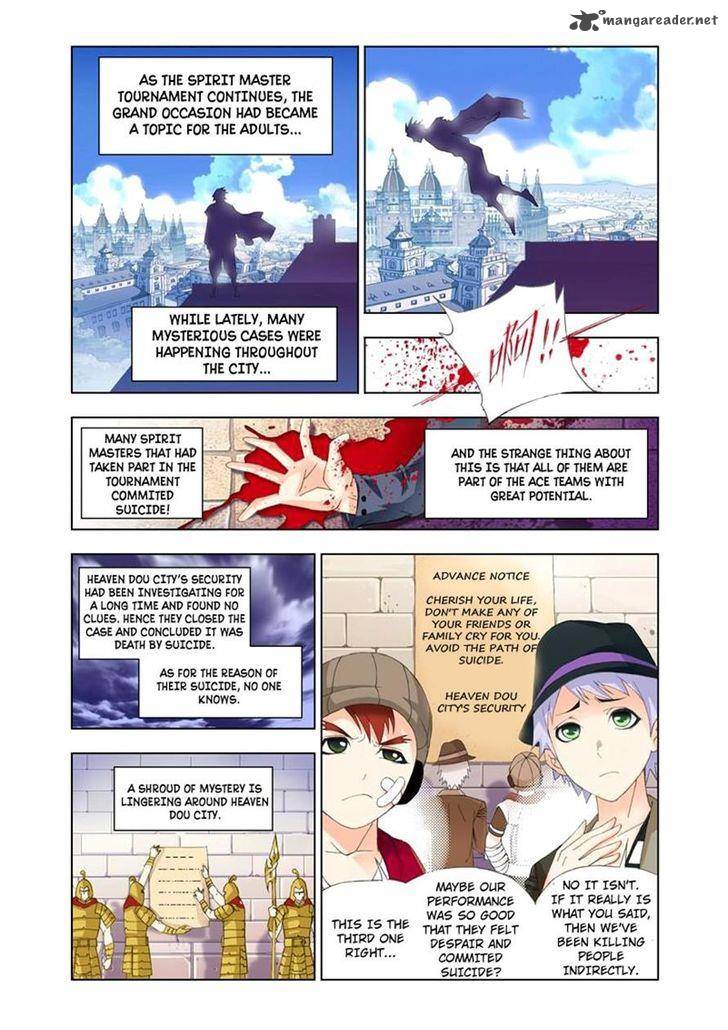 mangareader.net
AS THE SPIRIT MASTER
TOURNAMENT CONTINUES, THE
GRAND OCCASION HAD BECAME
A TOPIC FOR THE ADULTS...
WHILE LATELY, MANY
MYSTERIOUS CASES WERE
HAPPENING THROUGHOUT
THE CITY...
MANY SPIRIT
MASTERS THAT HAD
TAKEN PART IN THE
TOURNAMENT
COMMITED
SUICIDE!
AND THE STRANGE THING ABOUT
THIS IS THAT ALL OF THEM ARE
PART OF THE ACE TEAMS WITH
GREAT POTENTIAL.
HEAVEN DOU CITY'S SECURITY
HAD BEEN INVESTIGATING FOR
A LONG TIME AND FOUND NO
CLUES. HENCE THEY CLOSED THE
CASE AND CONCLUDED IT WAS
DEATH BY SUICIDE.
AS FOR THE REASON OF
THEIR SUICIDE, NO ONE
KNOWS.
ADVANCE NOTICE
CHERISH YOUR LIFE,
DON'T MAKE ANY OF
YOUR FRIENDS OR
FAMILY CRY FOR YOU.
AVOID THE PATH OF
SUICIDE.
HEAVEN DOU
CITY'S SECURITY
A SHROUD OF MYSTERY IS
LINGERING AROUND HEAVEN
DOU CITY.
THIS IS THE
THIRD ONE
RIGHT...
MAYBE OUR
PERFORMANCE
WAS SO GOOD
THAT THEY FELT
DESPAIR AND
COMMITED
SUICIDE?
NO IT ISN'T.
IF IT REALLY IS
WHAT YOU SAID,
THEN WE'VE
BEEN KILLING
PEOPLE
INDIRECTLY.